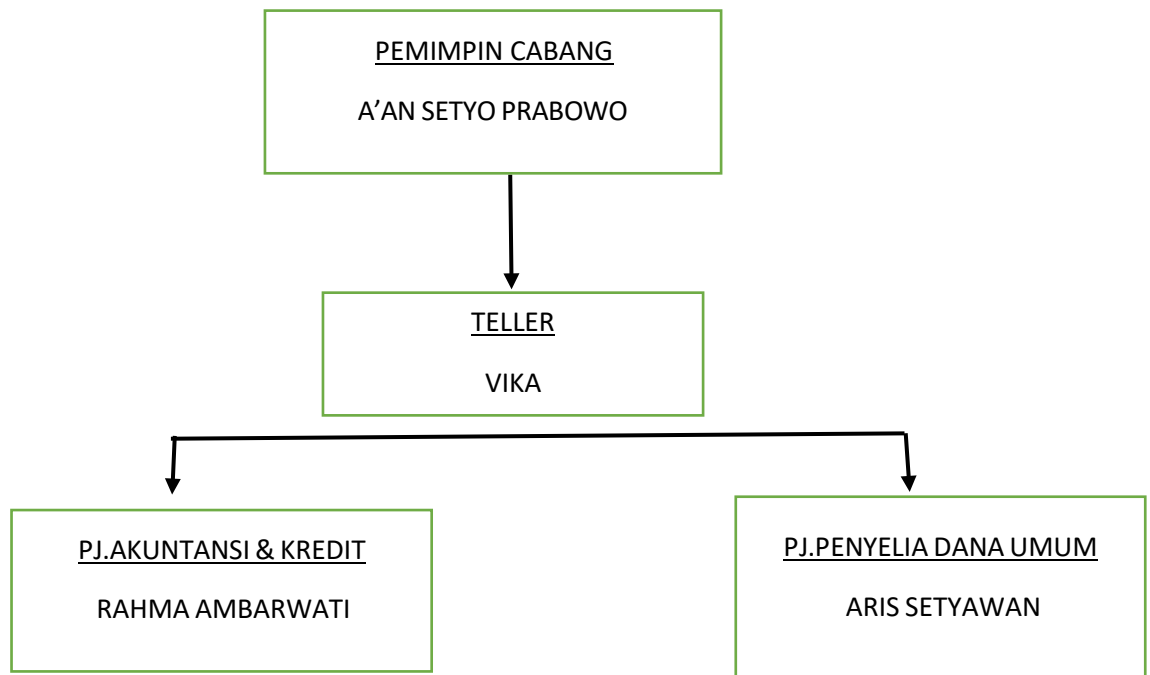 PEMIMPIN CABANG
A’AN SETYO PRABOWO
TELLER
VIKA
PJ.AKUNTANSI & KREDIT
RAHMA AMBARWATI
PJ.PENYELIA DANA UMUM
ARIS SETYAWAN